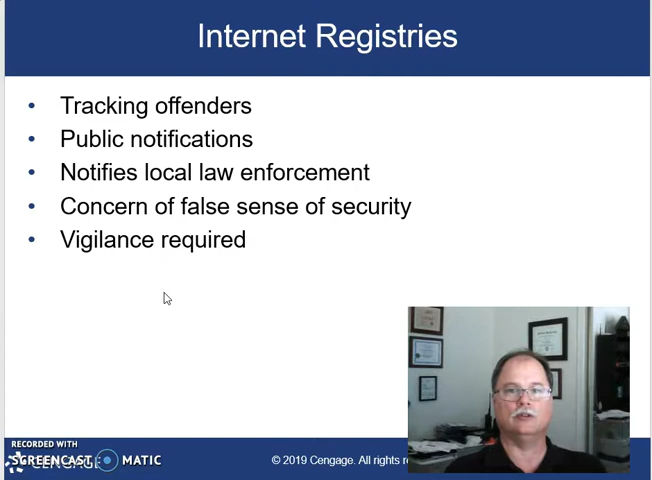 Internet Registries
• Tracking offenders
• Public notifications
• Notifies local law enforcement
• Concern of false sense of security
• Vigilance required
RECORDED WITH
SCREENCAST MATIC
CENGAGE
© 2019 Cengage. All rights